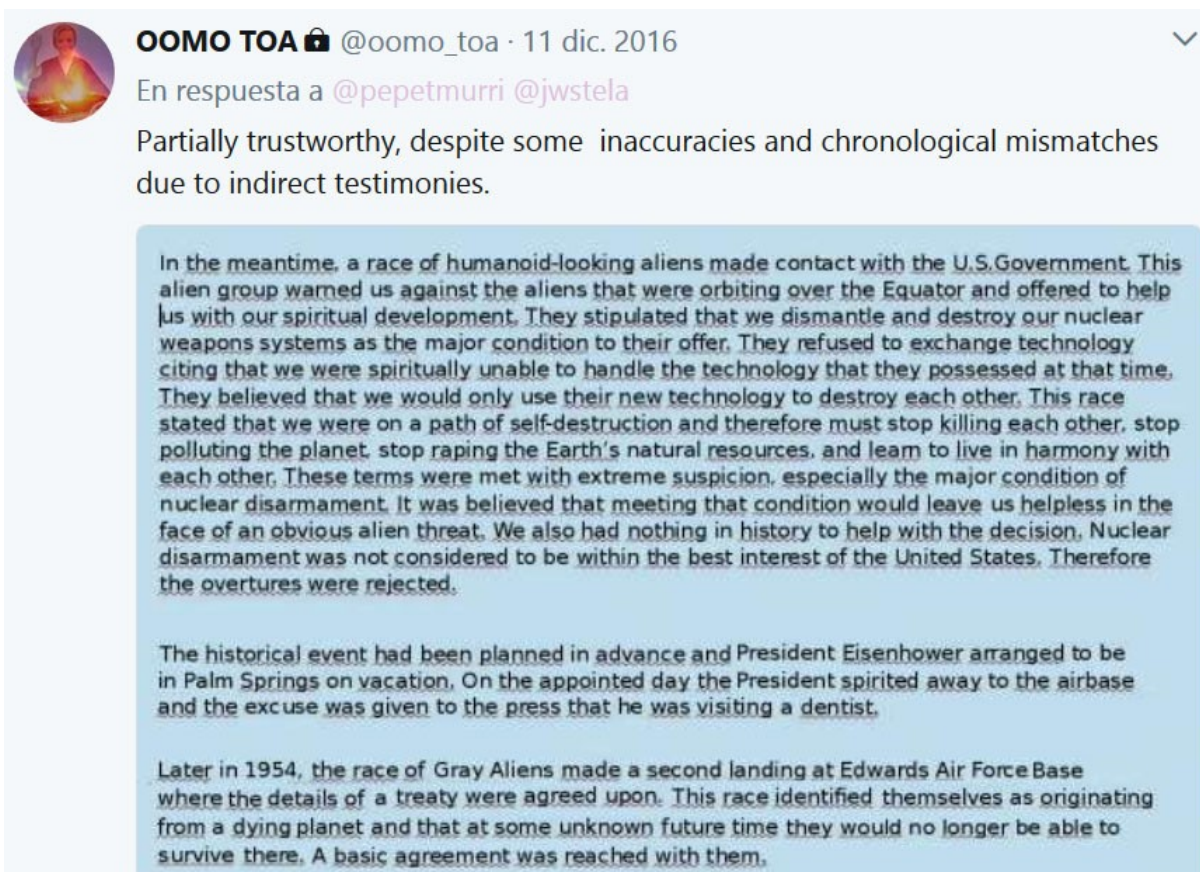 OOMO TOA @oomo_toa · 11 dic. 2016
En respuesta a @pepetmurri @jwstela
Partially trustworthy, despite some inaccuracies and chronological mismatches
due to indirect testimonies.
In the meantime, a race of humanoid-looking aliens made contact with the U.S.Government. This
alien group warned us against the aliens that were orbiting over the Equator and offered to help
us with our spiritual development. They stipulated that we dismantle and destroy our nuclear
weapons systems as the major condition to their offer. They refused to exchange technology
citing that we were spiritually unable to handle the technology that they possessed at that time.
They believed that we would only use their new technology to destroy each other. This race
stated that we were on a path of self-destruction and therefore must stop killing each other, stop
polluting the planet, stop raping the Earth's natural resources, and learn to live in harmony with
each other. These terms were met with extreme suspicion, especially the major condition of
nuclear disarmament. It was believed that meeting that condition would leave us helpless in the
face of an obvious alien threat. We also had nothing in history to help with the decision. Nuclear
disarmament was not considered to be within the best interest of the United States. Therefore
the overtures were rejected.
The historical event had been planned in advance and President Eisenhower arranged to be
in Palm Springs on vacation. On the appointed day the President spirited away to the airbase
and the excuse was given to the press that he was visiting a dentist.
Later in 1954, the race of Gray Aliens made a second landing at Edwards Air Force Base
where the details of a treaty were agreed upon. This race identified themselves as originating
from a dying planet and that at some unknown future time they would no longer be able to
survive there. A basic agreement was reached with them.